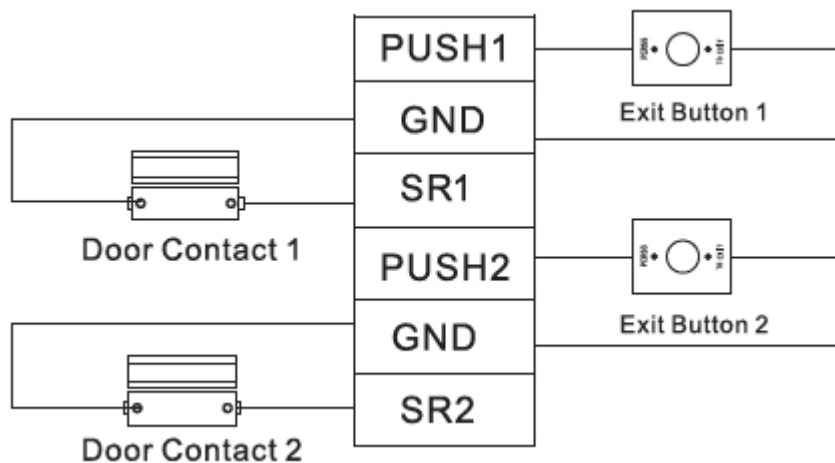 PUSH1
GND
SR1
PUSH2
GND
SR2
Exit Button 1
Exit Button 2
Door Contact 1
Door Contact 2